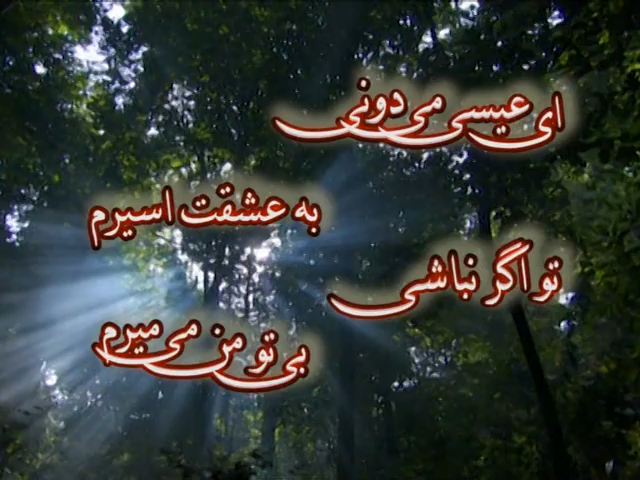 ای عیسی می دونی
به عشقت اسیرم
تو اگر نباشی
بی تو من می میرم